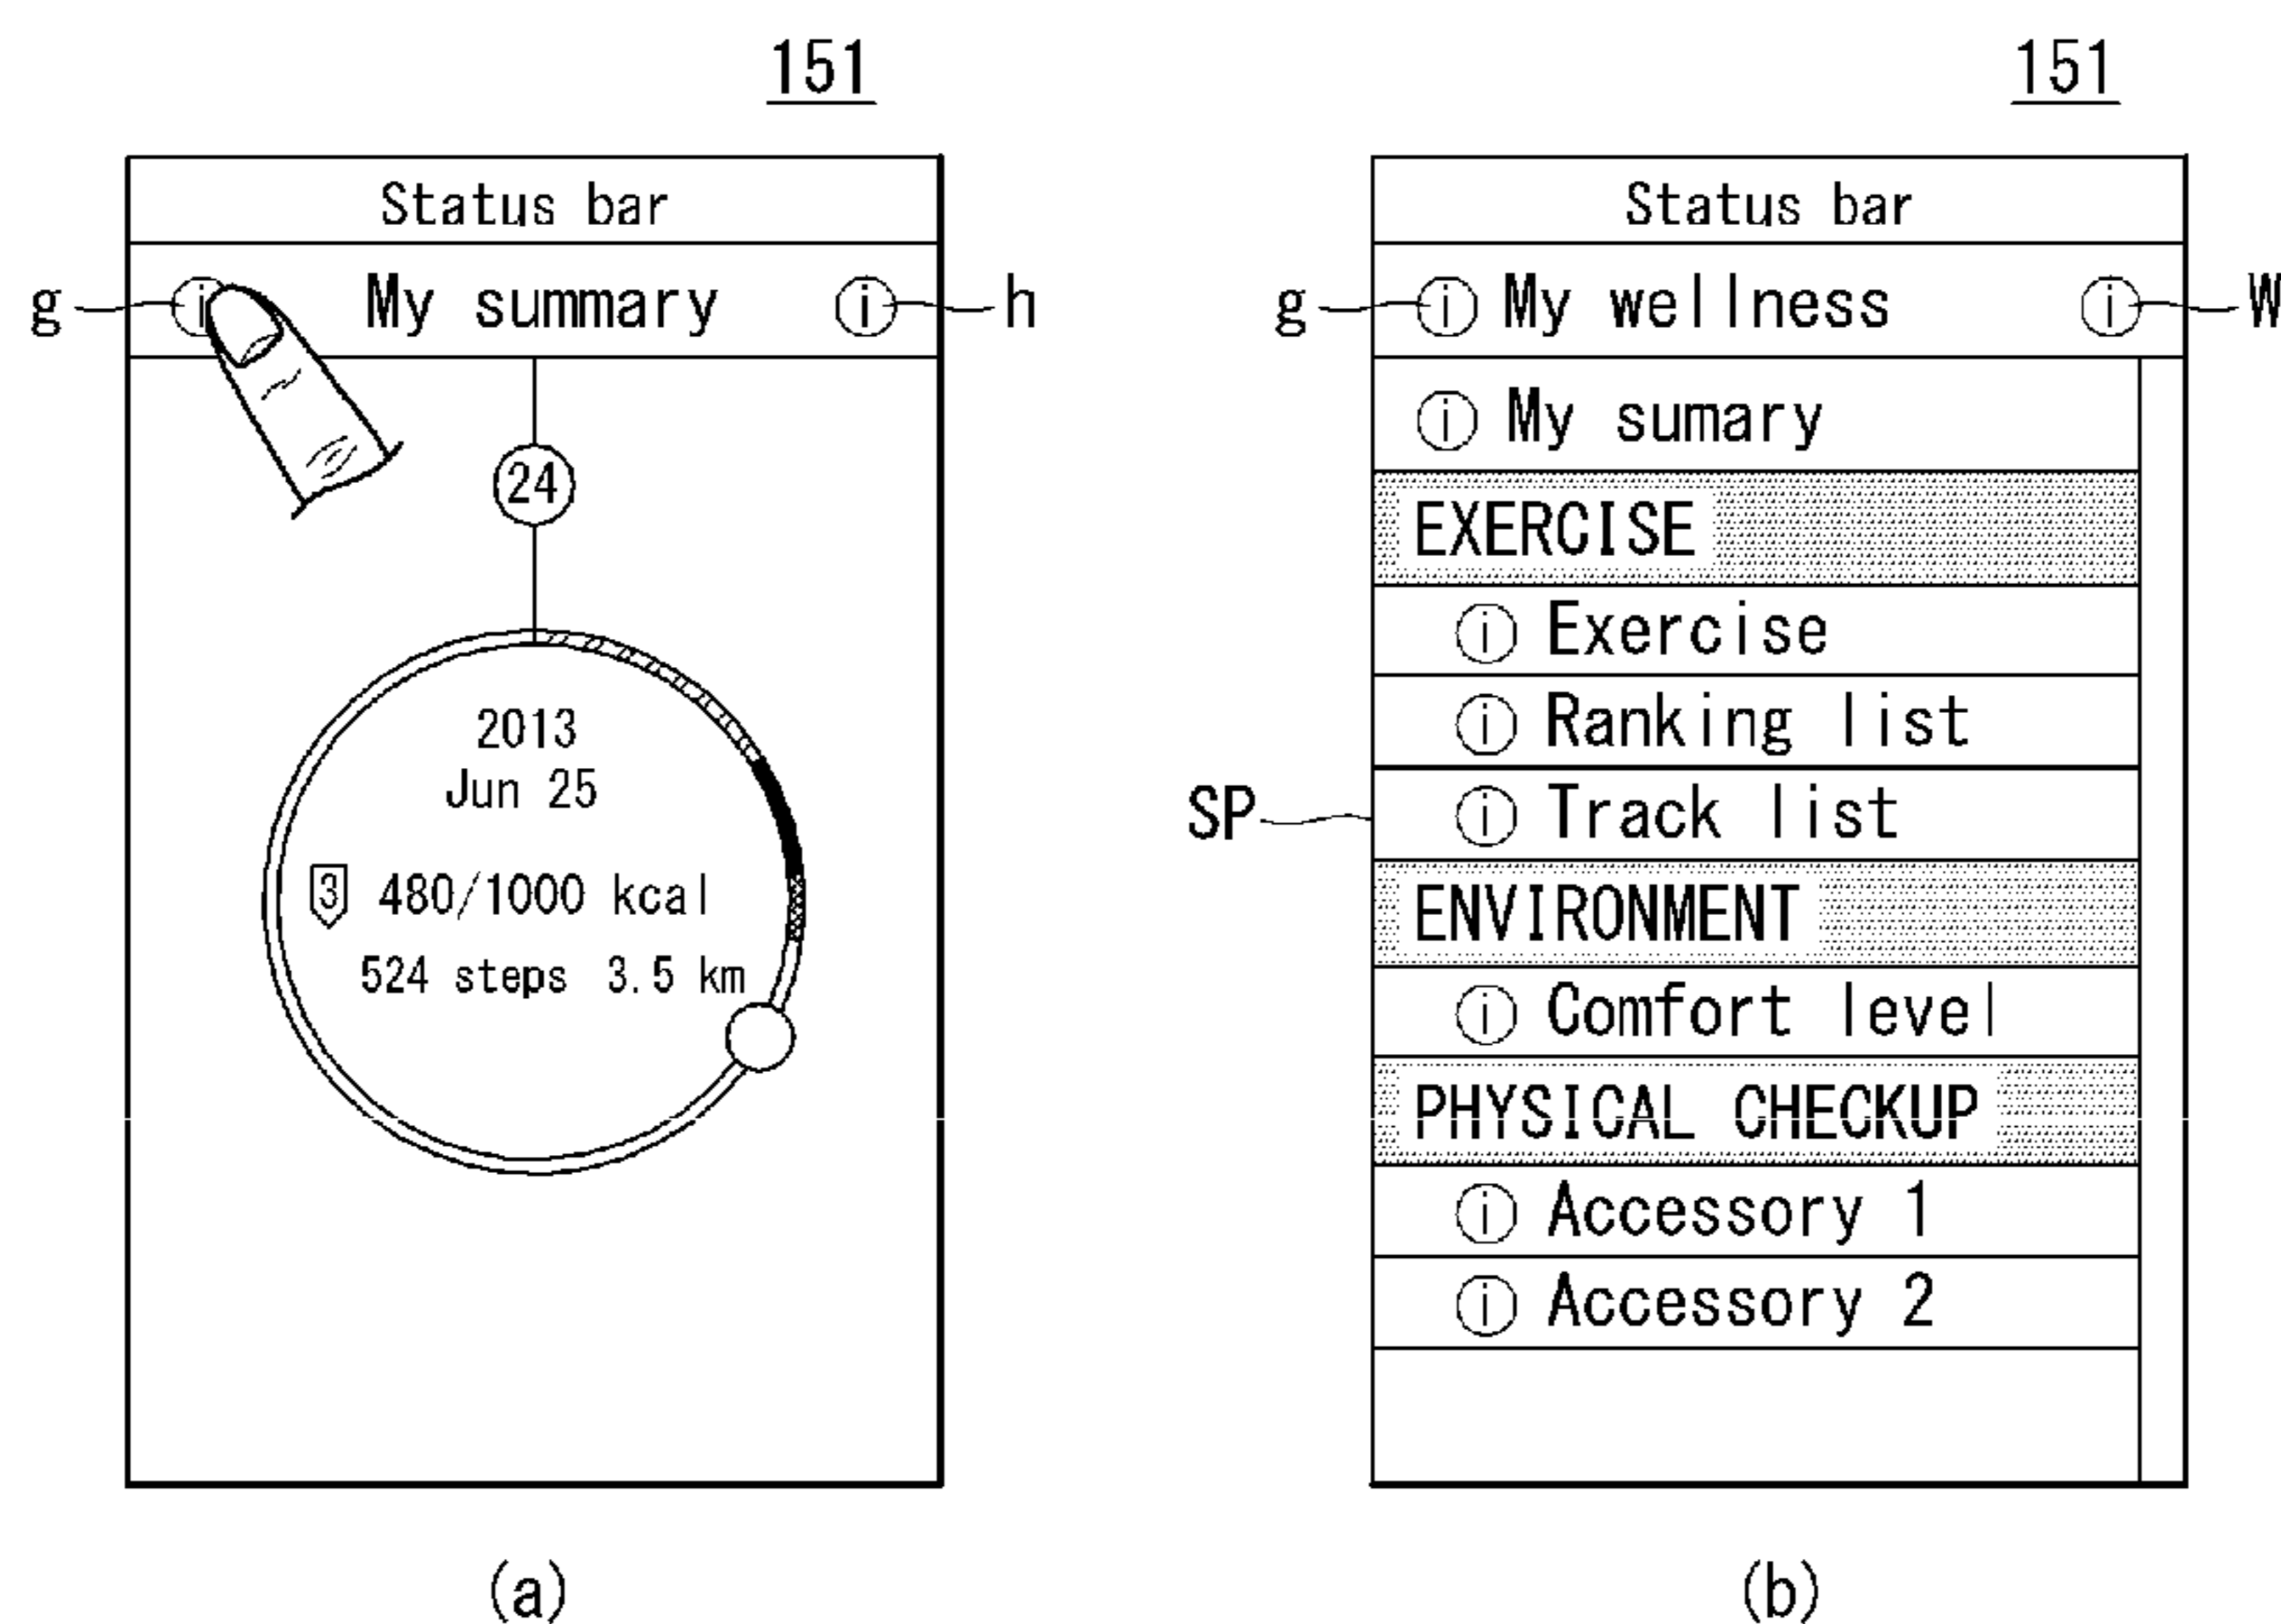 151
Status bar
g
i
My summary
i
h
24
2013
Jun 25
3
480/1000 kcal
524 steps 3.5 km
(a)
151
Status bar
g
i My wellness
i
W
i My sumary
EXERCISE
i Exercise
i Ranking list
SP
i Track list
ENVIRONMENT
i Comfort level
PHYSICAL CHECKUP
i Accessory 1
i Accessory 2
(b)